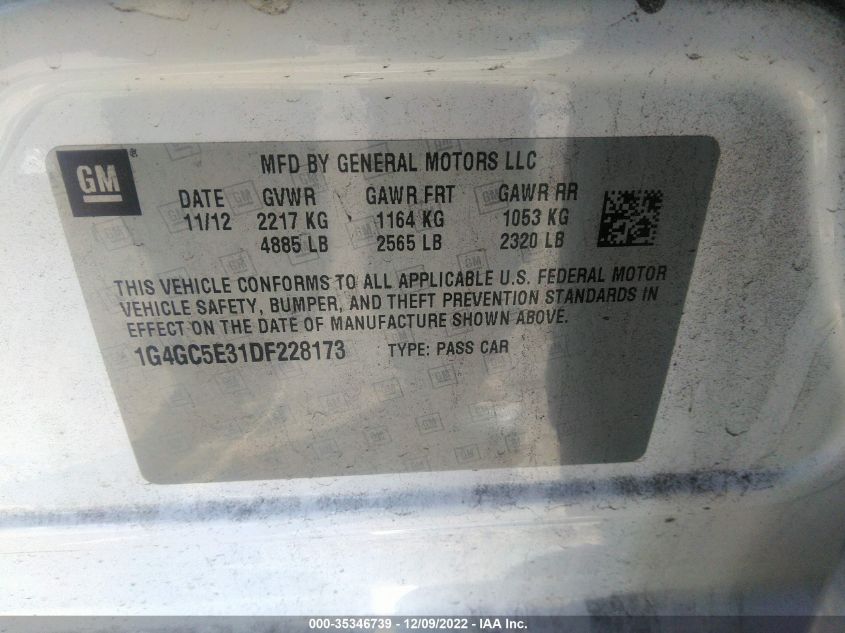 GM
MFD BY GENERAL MOTORS LLC
DATE GVWR GAWR FRT GAWR RR
11/12 2217 KG 1164 KG 1053 KG
4885 LB 2565 LB 2320 LB
THIS VEHICLE CONFORMS TO ALL APPLICABLE U.S. FEDERAL MOTOR
VEHICLE SAFETY, BUMPER, AND THEFT PREVENTION STANDARDS IN
EFFECT ON THE DATE OF MANUFACTURE SHOWN ABOVE.
1G4GC5E31DF228173 TYPE: PASS CAR
000-35346739 - 12/09/2022 - IAA Inc.